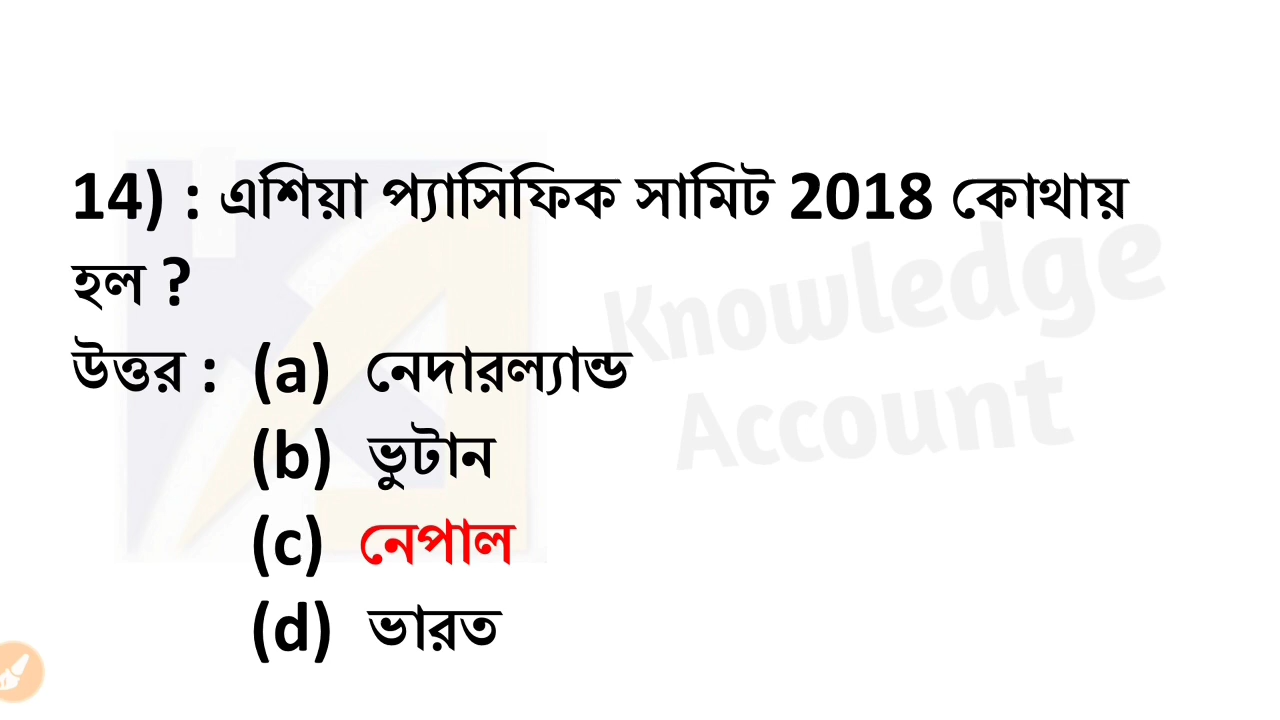 14) : এশিয়া প্যাসিফিক সামিট 2018 কোথায়
হল ?
উত্তর : (a) নেদারল্যান্ড
(b) ভুটান
(c) নেপাল
(d) ভারত
Knowledge
Account